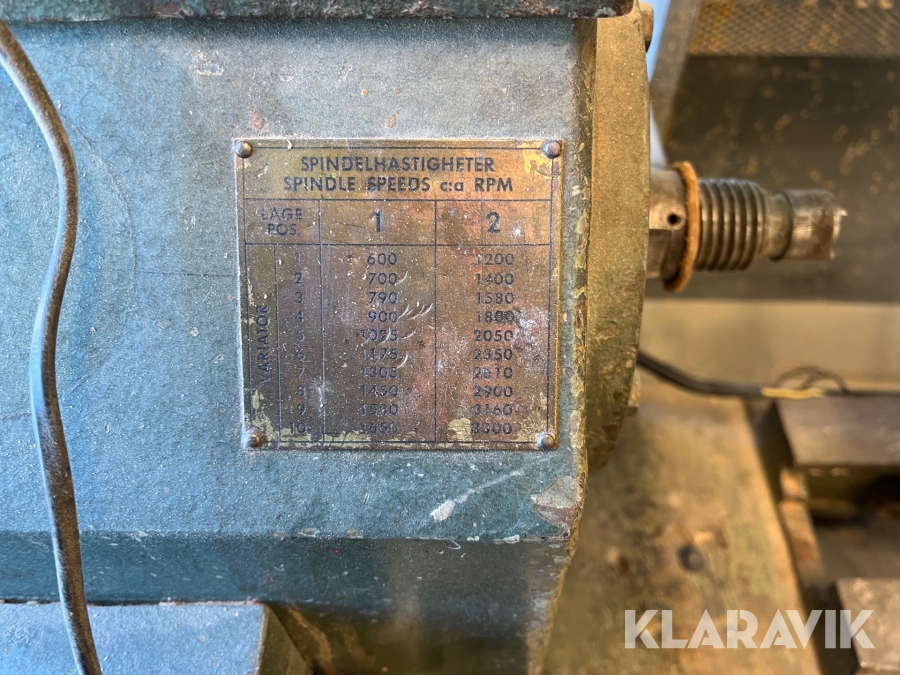 SPINDELHASTIGHETER
SPINDLE SPEEDS c:a RPM
LÄGE POS. 1 2
VARIATOR
1 600 1200
2 700 1400
3 790 1580
4 900 1800
5 1025 2050
6 1175 2350
7 1305 2610
8 1450 2900
9 1580 3160
10 1650 3300
KLARAVIK